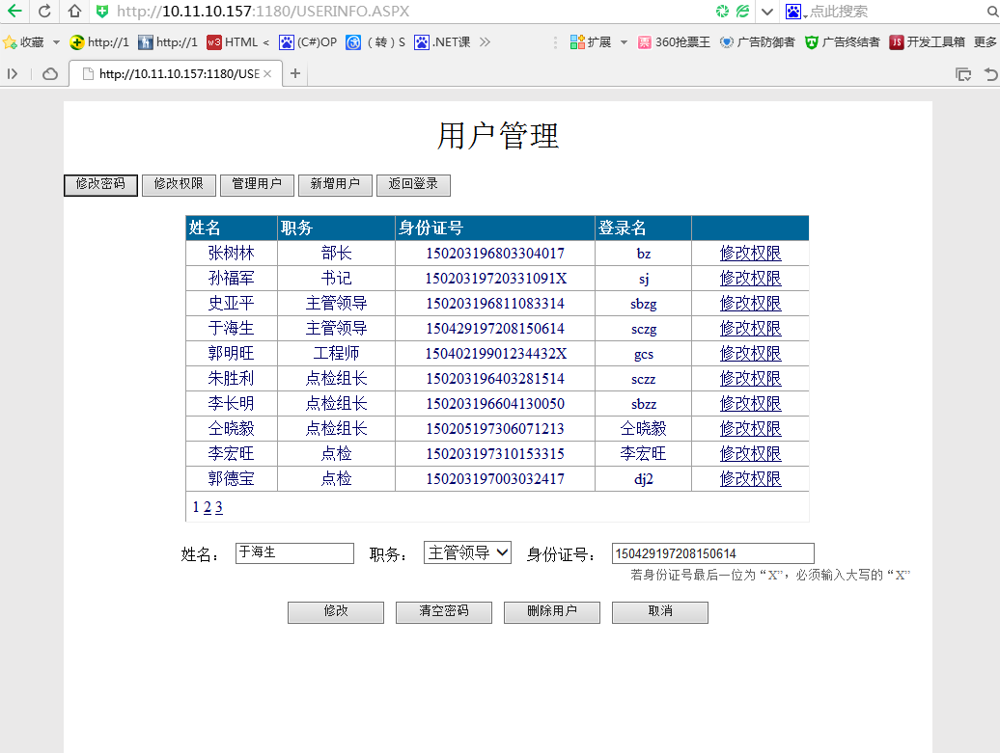 http://10.11.10.157:1180/USERINFO.ASPX 点此搜索
收藏 http://1 http://1 HTML < (C#)OP （转）S .NET课 扩展 360抢票王 广告防御者 广告终结者 开发工具箱 更多
http://10.11.10.157:1180/USE
用户管理
修改密码 修改权限 管理用户 新增用户 返回登录
姓名 职务 身份证号 登录名
张树林 部长 150203196803304017 bz 修改权限
孙福军 书记 15020319720331091X sj 修改权限
史亚平 主管领导 150203196811083314 sbzg 修改权限
于海生 主管领导 150429197208150614 sczg 修改权限
郭明旺 工程师 15040219901234432X gcs 修改权限
朱胜利 点检组长 150203196403281514 sczz 修改权限
李长明 点检组长 150203196604130050 sbzz 修改权限
仝晓毅 点检组长 150205197306071213 仝晓毅 修改权限
李宏旺 点检 150203197310153315 李宏旺 修改权限
郭德宝 点检 150203197003032417 dj2 修改权限
1 2 3
姓名： 于海生 职务： 主管领导 身份证号： 150429197208150614
若身份证号最后一位为“X”，必须输入大写的“X”
修改 清空密码 删除用户 取消